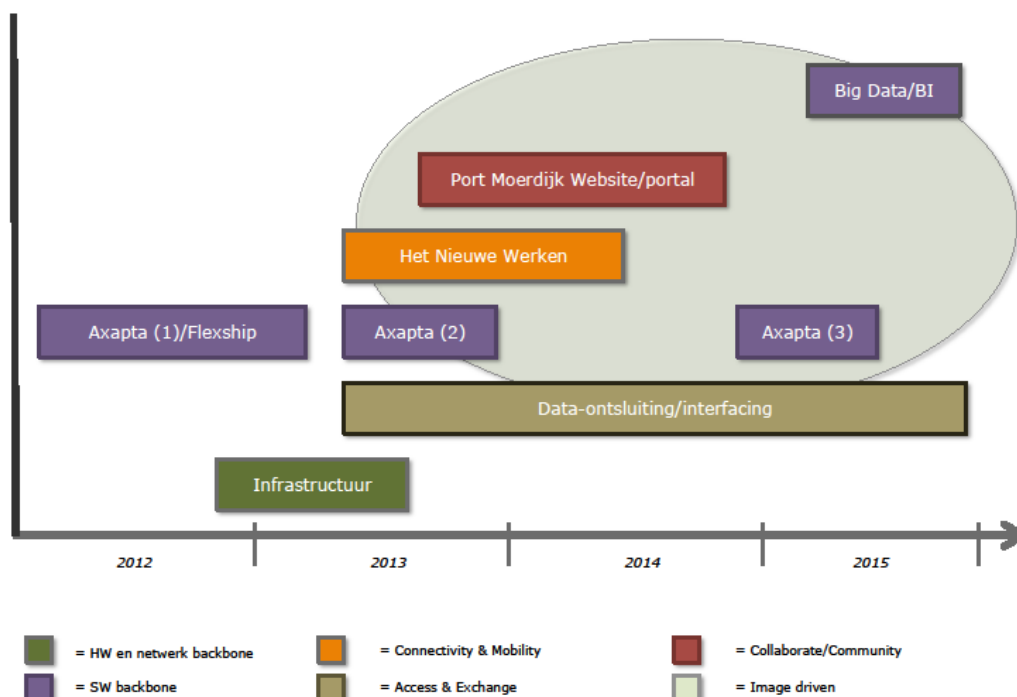 Big Data/BI
Port Moerdijk Website/portal
Het Nieuwe Werken
Axapta (1)/Flexship
Axapta (2)
Axapta (3)
Data-ontsluiting/interfacing
Infrastructuur
2012
2013
2014
2015
= HW en netwerk backbone
= Connectivity & Mobility
= Collaborate/Community
= SW backbone
= Access & Exchange
= Image driven